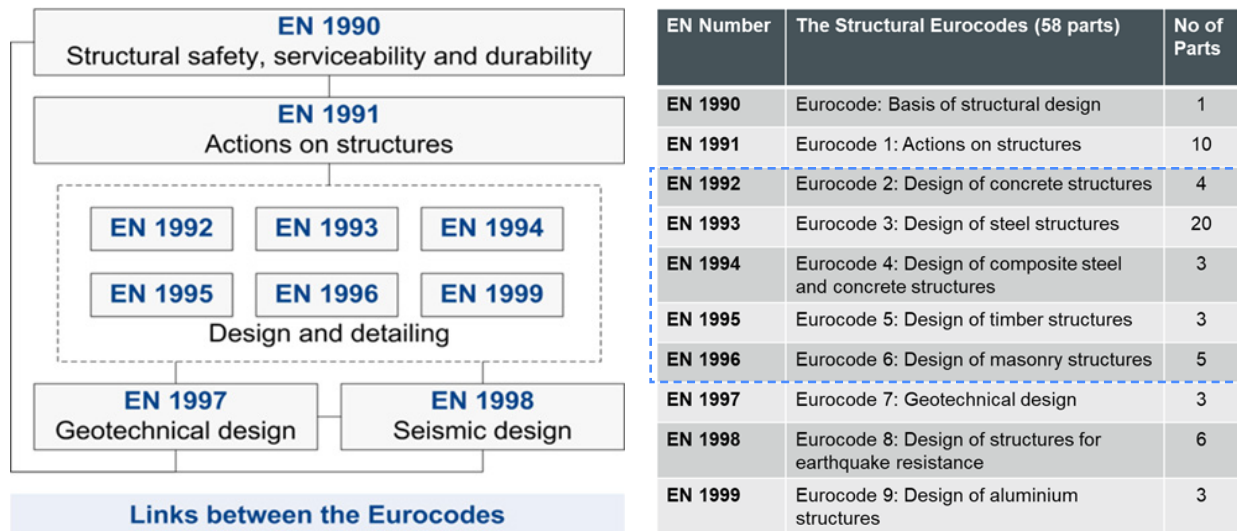 EN 1990
Structural safety, serviceability and durability
EN 1991
Actions on structures
EN 1992 EN 1993 EN 1994
EN 1995 EN 1996 EN 1999
Design and detailing
EN 1997
Geotechnical design
EN 1998
Seismic design
Links between the Eurocodes
EN Number The Structural Eurocodes (58 parts) No of
Parts
EN 1990 Eurocode: Basis of structural design 1
EN 1991 Eurocode 1: Actions on structures 10
EN 1992 Eurocode 2: Design of concrete structures 4
EN 1993 Eurocode 3: Design of steel structures 20
EN 1994 Eurocode 4: Design of composite steel 3
and concrete structures
EN 1995 Eurocode 5: Design of timber structures 3
EN 1996 Eurocode 6: Design of masonry structures 5
EN 1997 Eurocode 7: Geotechnical design 3
EN 1998 Eurocode 8: Design of structures for 6
earthquake resistance
EN 1999 Eurocode 9: Design of aluminium 3
structures